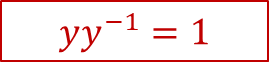 yy⁻¹ = 1